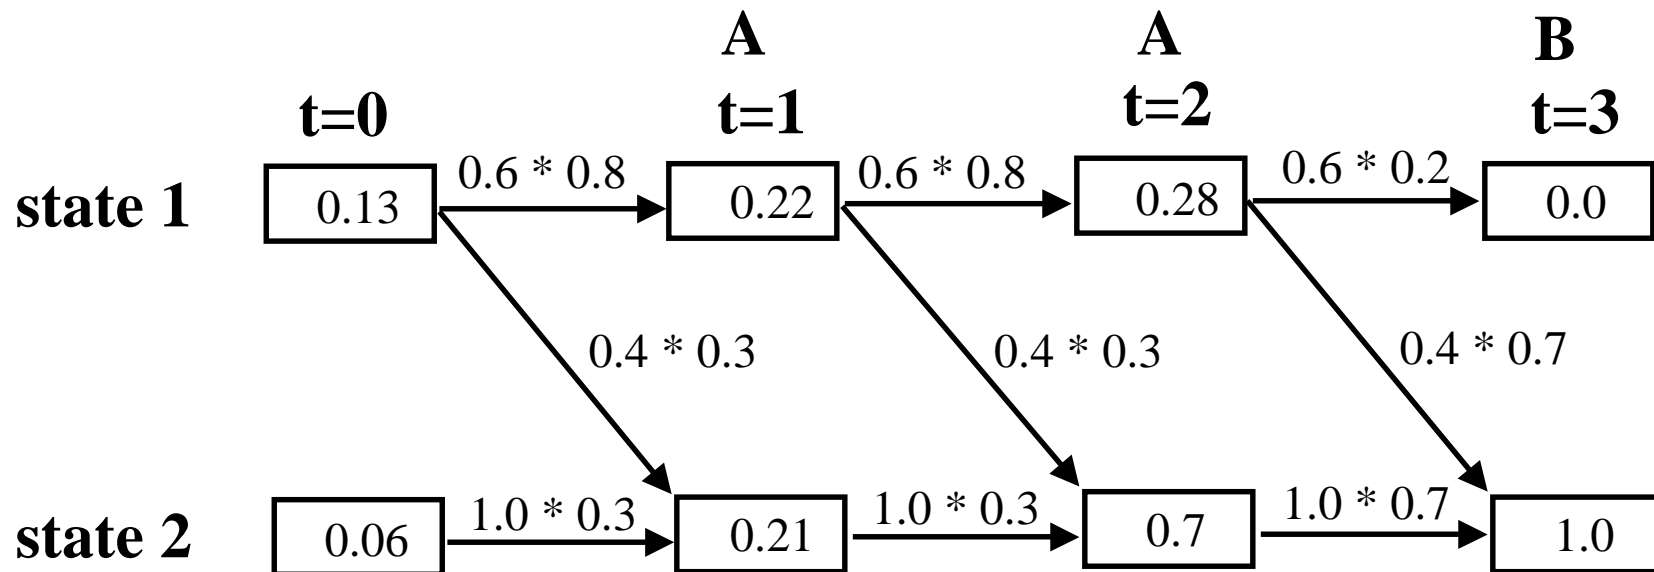 A A B
t=0 t=1 t=2 t=3
0.6 * 0.8 0.6 * 0.8 0.6 * 0.2
state 1 0.13 0.22 0.28 0.0
0.4 * 0.3 0.4 * 0.3 0.4 * 0.7
1.0 * 0.3 1.0 * 0.3 1.0 * 0.7
state 2 0.06 0.21 0.7 1.0